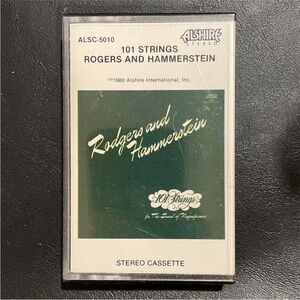 ALSC-5010
ALSHIRE
STEREO
101 STRINGS
ROGERS AND HAMMERSTEIN
©1980 Alshire International, Inc.
Rodgers and
Hammerstein
101 Strings
In The Sound of Magnificence
STEREO CASSETTE